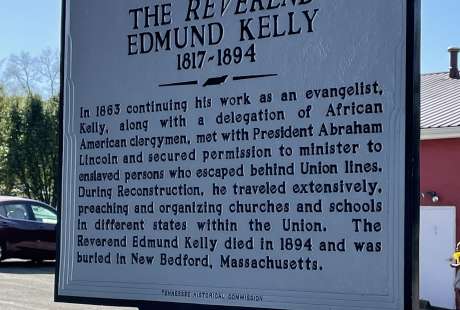 THE REVEREND
EDMUND KELLY
1817-1894
In 1863 continuing his work as an evangelist,
Kelly, along with a delegation of African
American clergymen, met with President Abraham
Lincoln and secured permission to minister to
enslaved persons who escaped behind Union lines.
During Reconstruction, he traveled extensively,
preaching and organizing churches and schools
in different states within the Union. The
Reverend Edmund Kelly died in 1894 and was
buried in New Bedford, Massachusetts.
TENNESSEE HISTORICAL COMMISSION